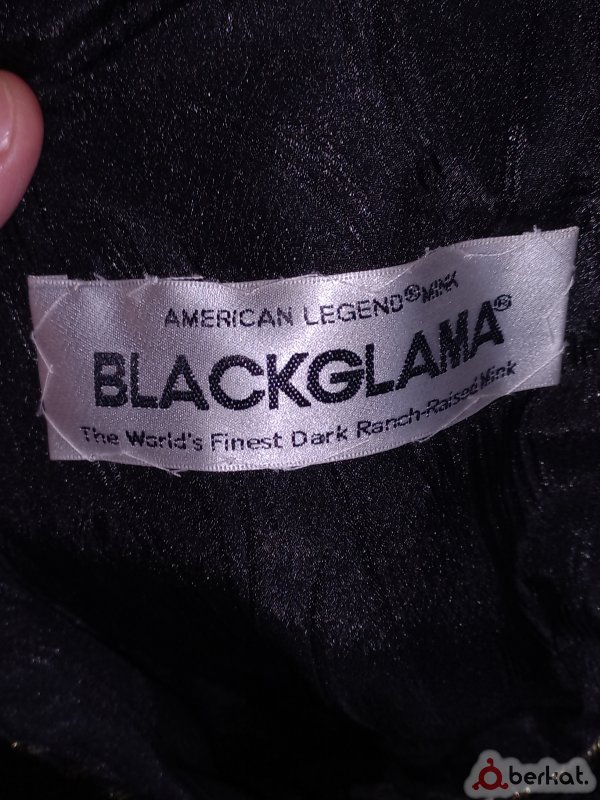 AMERICAN LEGEND® MINK
BLACKGLAMA®
The World's Finest Dark Ranch-Raised Mink
berkat.